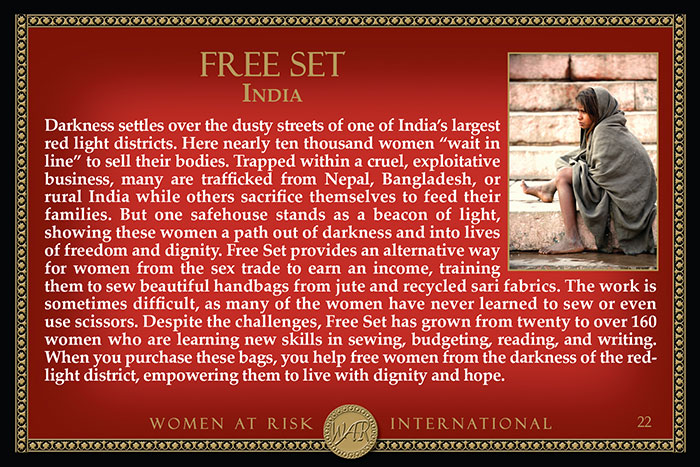 FREE SET
INDIA
Darkness settles over the dusty streets of one of India's largest
red light districts. Here nearly ten thousand women “wait in
line” to sell their bodies. Trapped within a cruel, exploitative
business, many are trafficked from Nepal, Bangladesh, or
rural India while others sacrifice themselves to feed their
families. But one safehouse stands as a beacon of light,
showing these women a path out of darkness and into lives
of freedom and dignity. Free Set provides an alternative way
for women from the sex trade to earn an income, training
them to sew beautiful handbags from jute and recycled sari fabrics. The work is
sometimes difficult, as many of the women have never learned to sew or even
use scissors. Despite the challenges, Free Set has grown from twenty to over 160
women who are learning new skills in sewing, budgeting, reading, and writing.
When you purchase these bags, you help free women from the darkness of the red-
light district, empowering them to live with dignity and hope.
WOMEN AT RISK WAR INTERNATIONAL 22